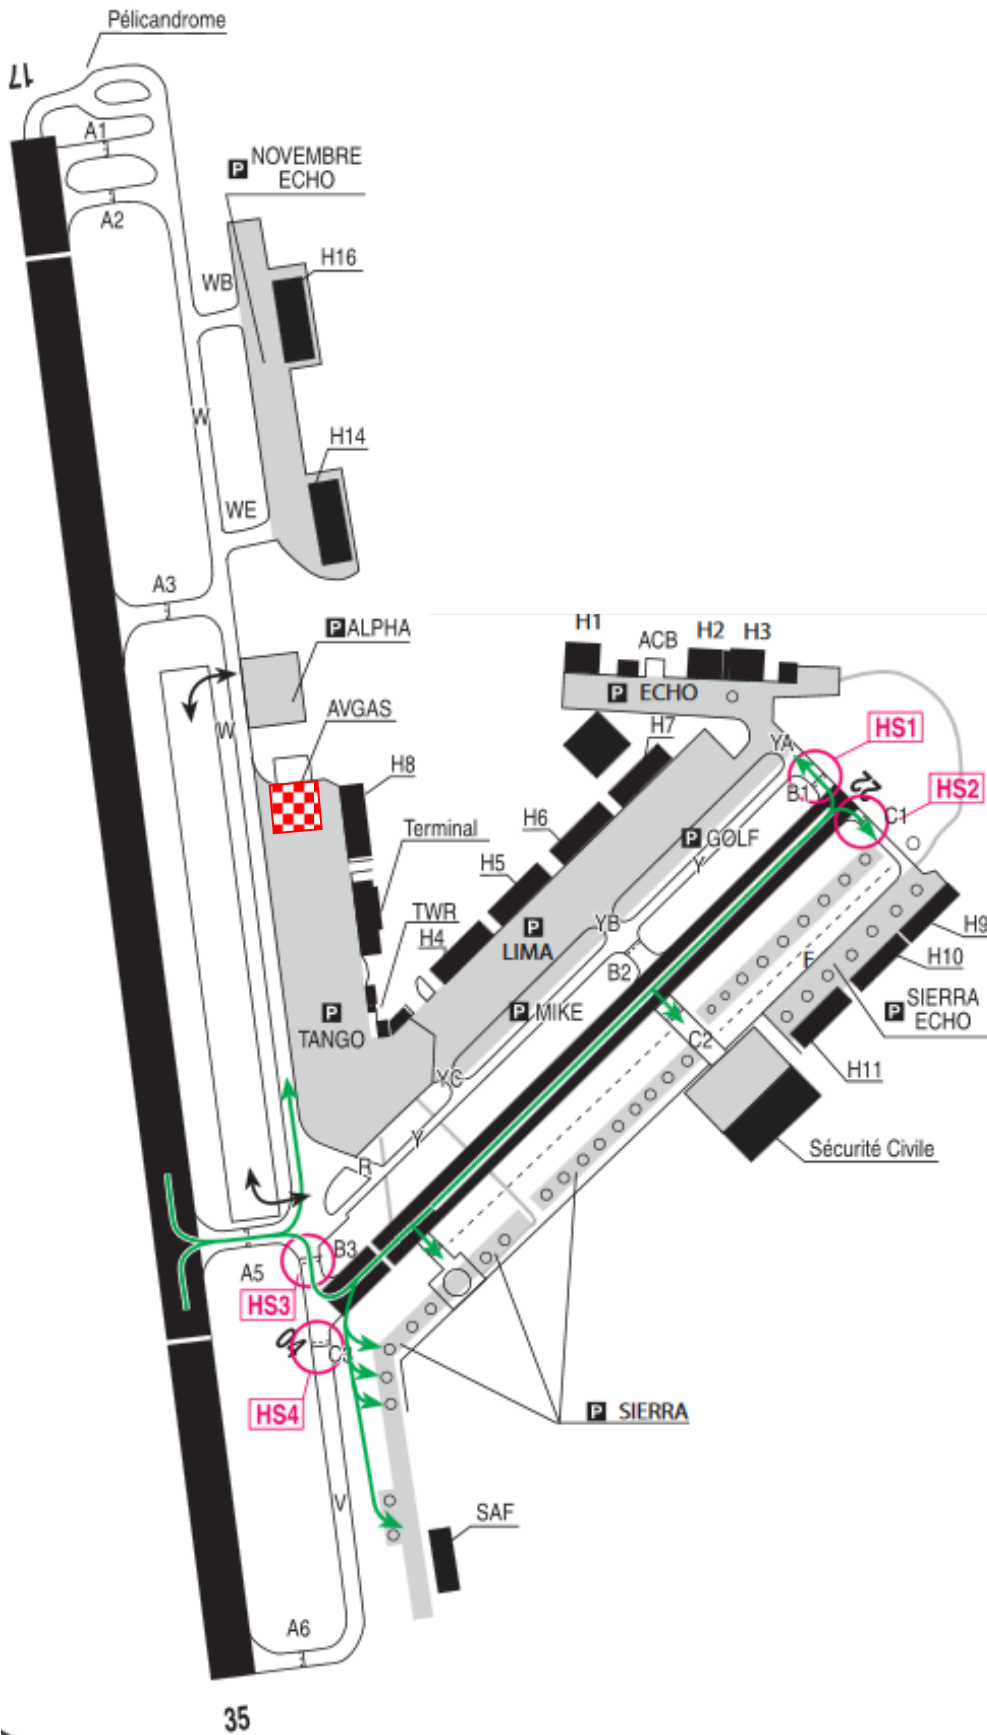 Pélicandrome
17
A1
P NOVEMBRE
ECHO
A2
H16
WB
W
H14
WE
A3
P ALPHA
H1
ACB
H2
H3
P ECHO
AVGAS
W
H7
YA
HS1
H8
B1
22
HS2
C1
H6
Terminal
P GOLF
H5
Y
TWR
H4
P
LIMA
YB
H9
B2
E
H10
P
TANGO
P MIKE
P SIERRA
ECHO
C2
YC
H11
Y
Sécurité Civile
R
B3
A5
HS3
04
C3
HS4
P SIERRA
V
SAF
A6
35